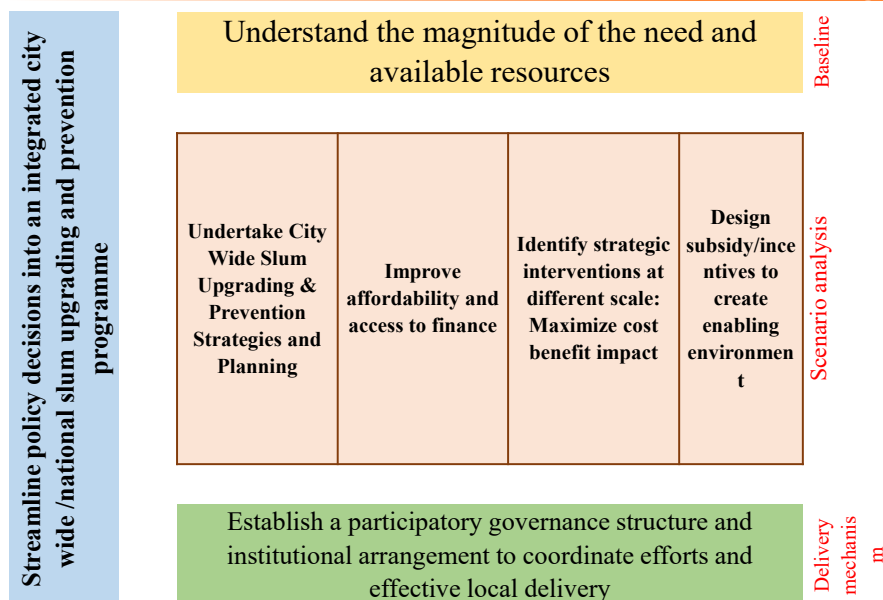 Streamline policy decisions into an integrated city
wide /national slum upgrading and prevention
programme
Understand the magnitude of the need and
available resources
Baseline
Undertake City
Wide Slum
Upgrading &
Prevention
Strategies and
Planning
Improve
affordability and
access to finance
Identify strategic
interventions at
different scale:
Maximize cost
benefit impact
Design
subsidy/ince
ntives to
create
enabling
environmen
t
Scenario analysis
Establish a participatory governance structure and
institutional arrangement to coordinate efforts and
effective local delivery
Delivery
mechanis
m